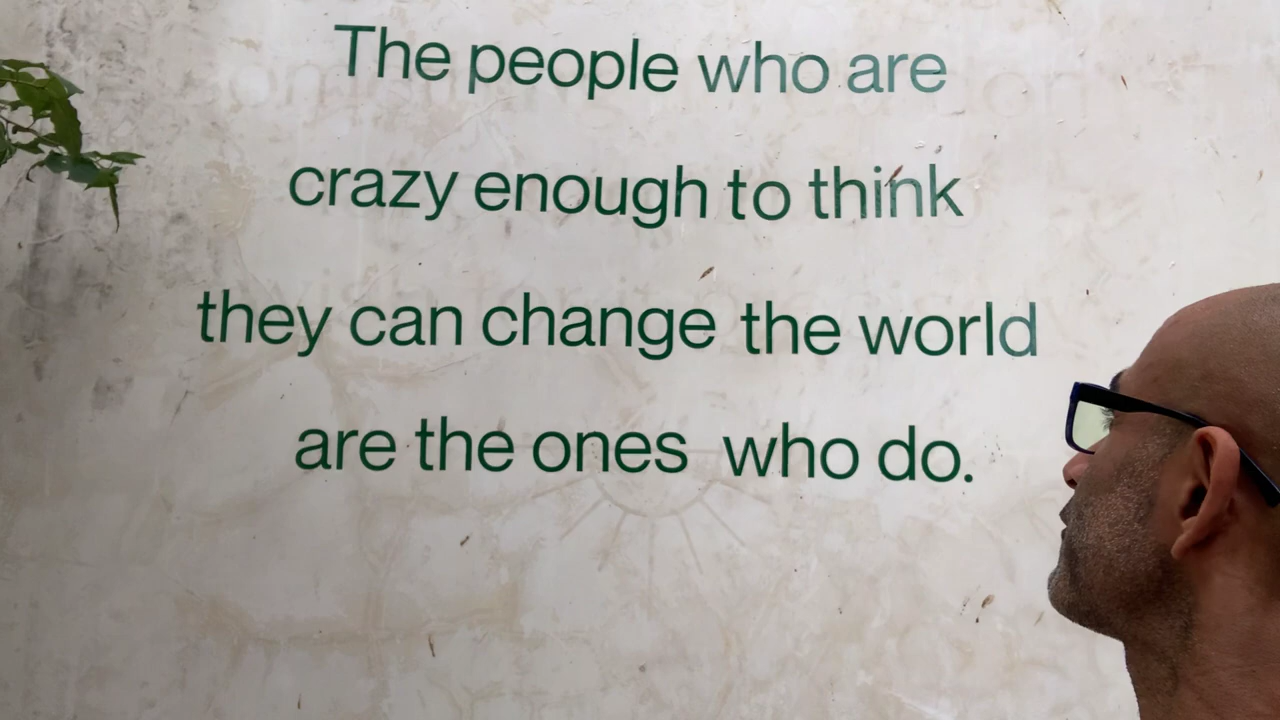 The people who are
crazy enough to think
they can change the world
are the ones who do.